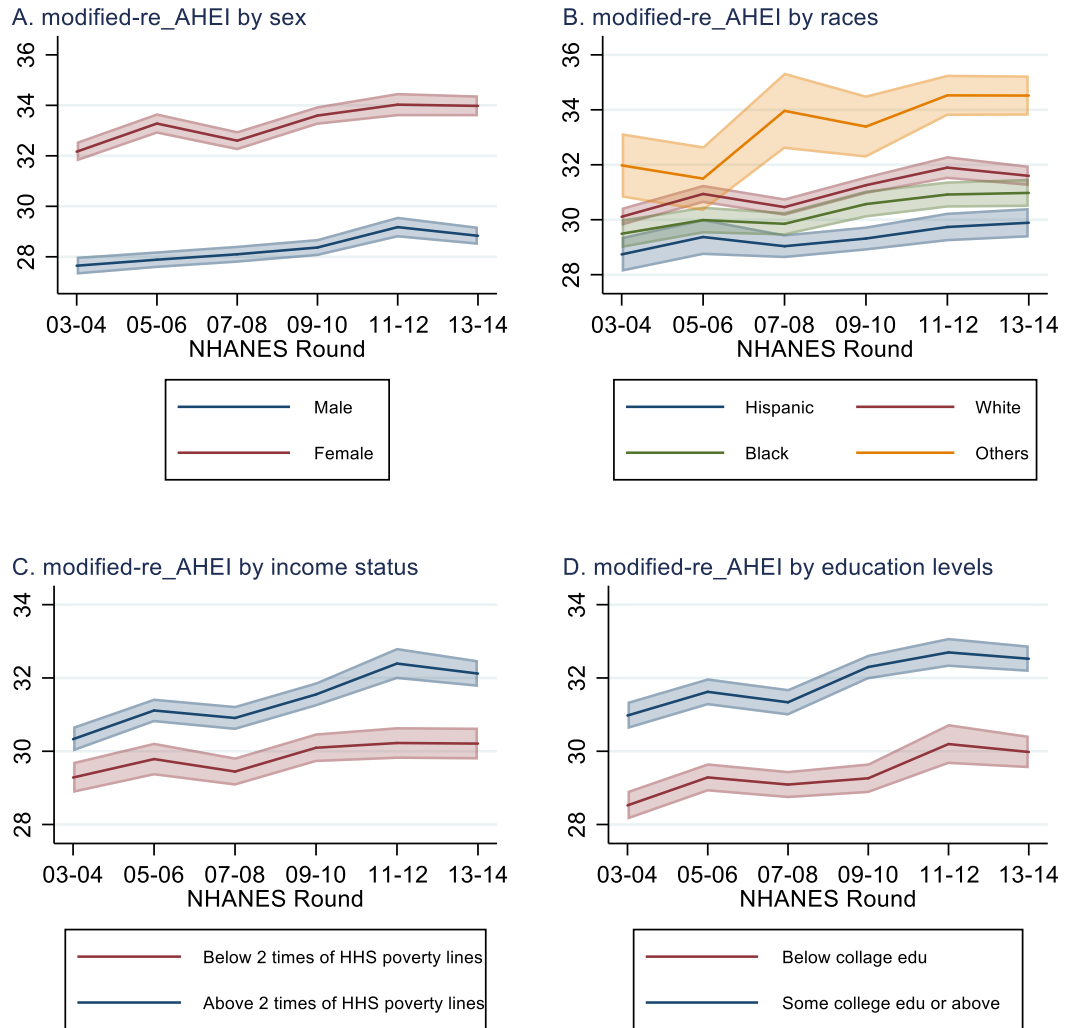 A. modified-re_AHEI by sex
36
34
32
30
28
03-04 05-06 07-08 09-10 11-12 13-14
NHANES Round
Male
Female
B. modified-re_AHEI by races
36
34
32
30
28
03-04 05-06 07-08 09-10 11-12 13-14
NHANES Round
Hispanic White
Black Others
C. modified-re_AHEI by income status
34
32
30
28
03-04 05-06 07-08 09-10 11-12 13-14
NHANES Round
Below 2 times of HHS poverty lines
Above 2 times of HHS poverty lines
D. modified-re_AHEI by education levels
34
32
30
28
03-04 05-06 07-08 09-10 11-12 13-14
NHANES Round
Below collage edu
Some college edu or above